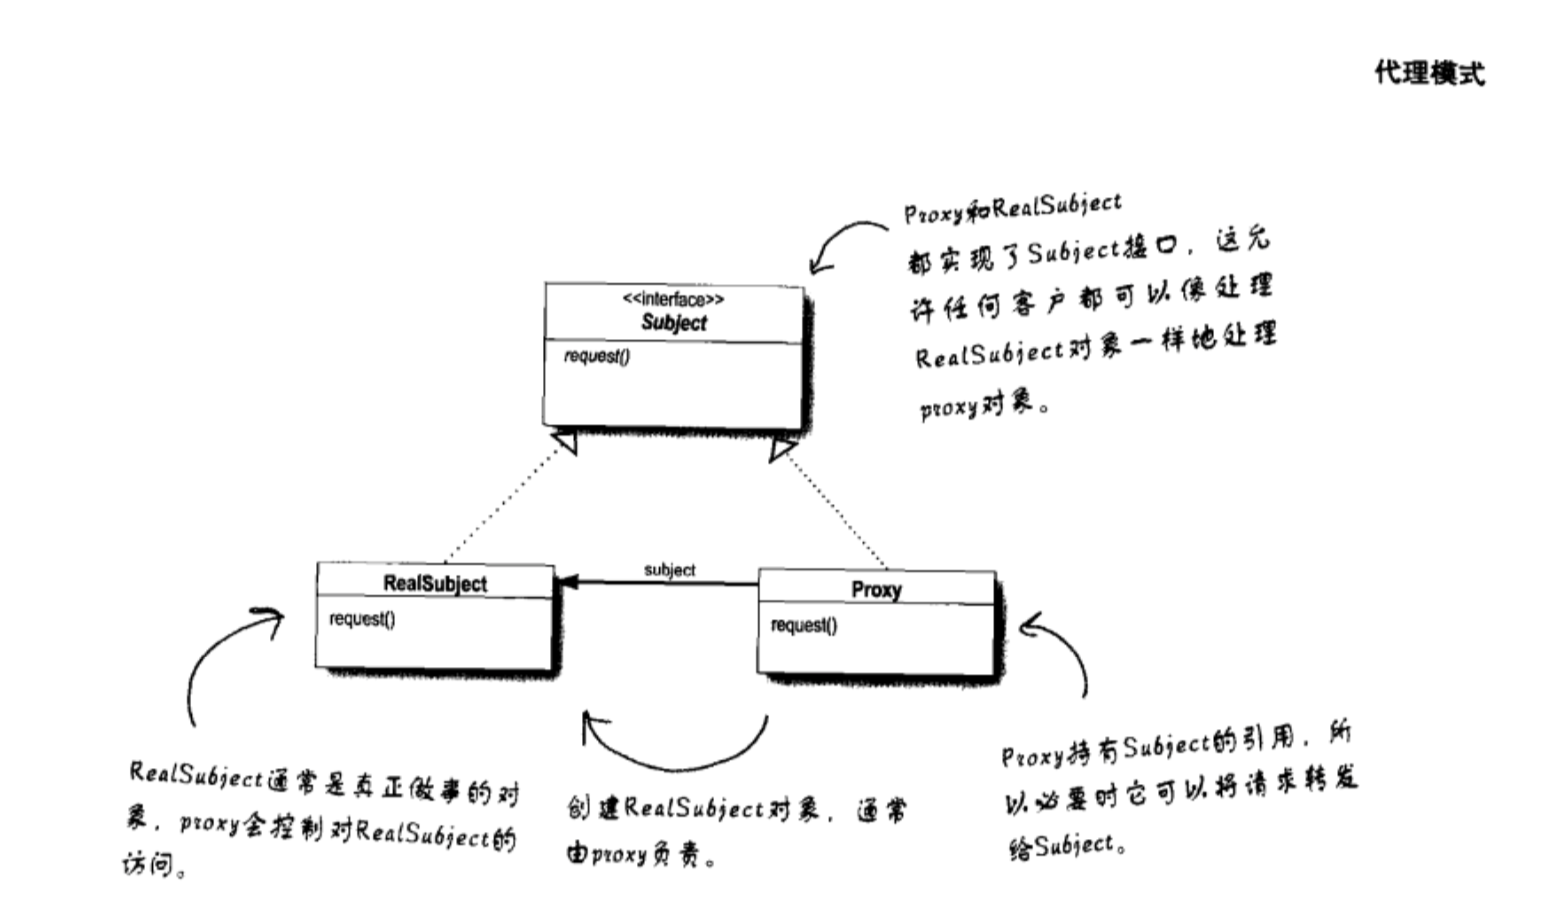 代理模式
Proxy和RealSubject
都实现了Subject接口，这允
许任何客户都可以像处理
RealSubject对象一样地处理
proxy对象。
<<interface>>
Subject
request()
RealSubject
request()
subject
Proxy
request()
RealSubject通常是真正做事的对
象，proxy会控制对RealSubject的
访问。
创建RealSubject对象，通常
由proxy负责。
Proxy持有Subject的引用，所
以必要时它可以将请求转发
给Subject。